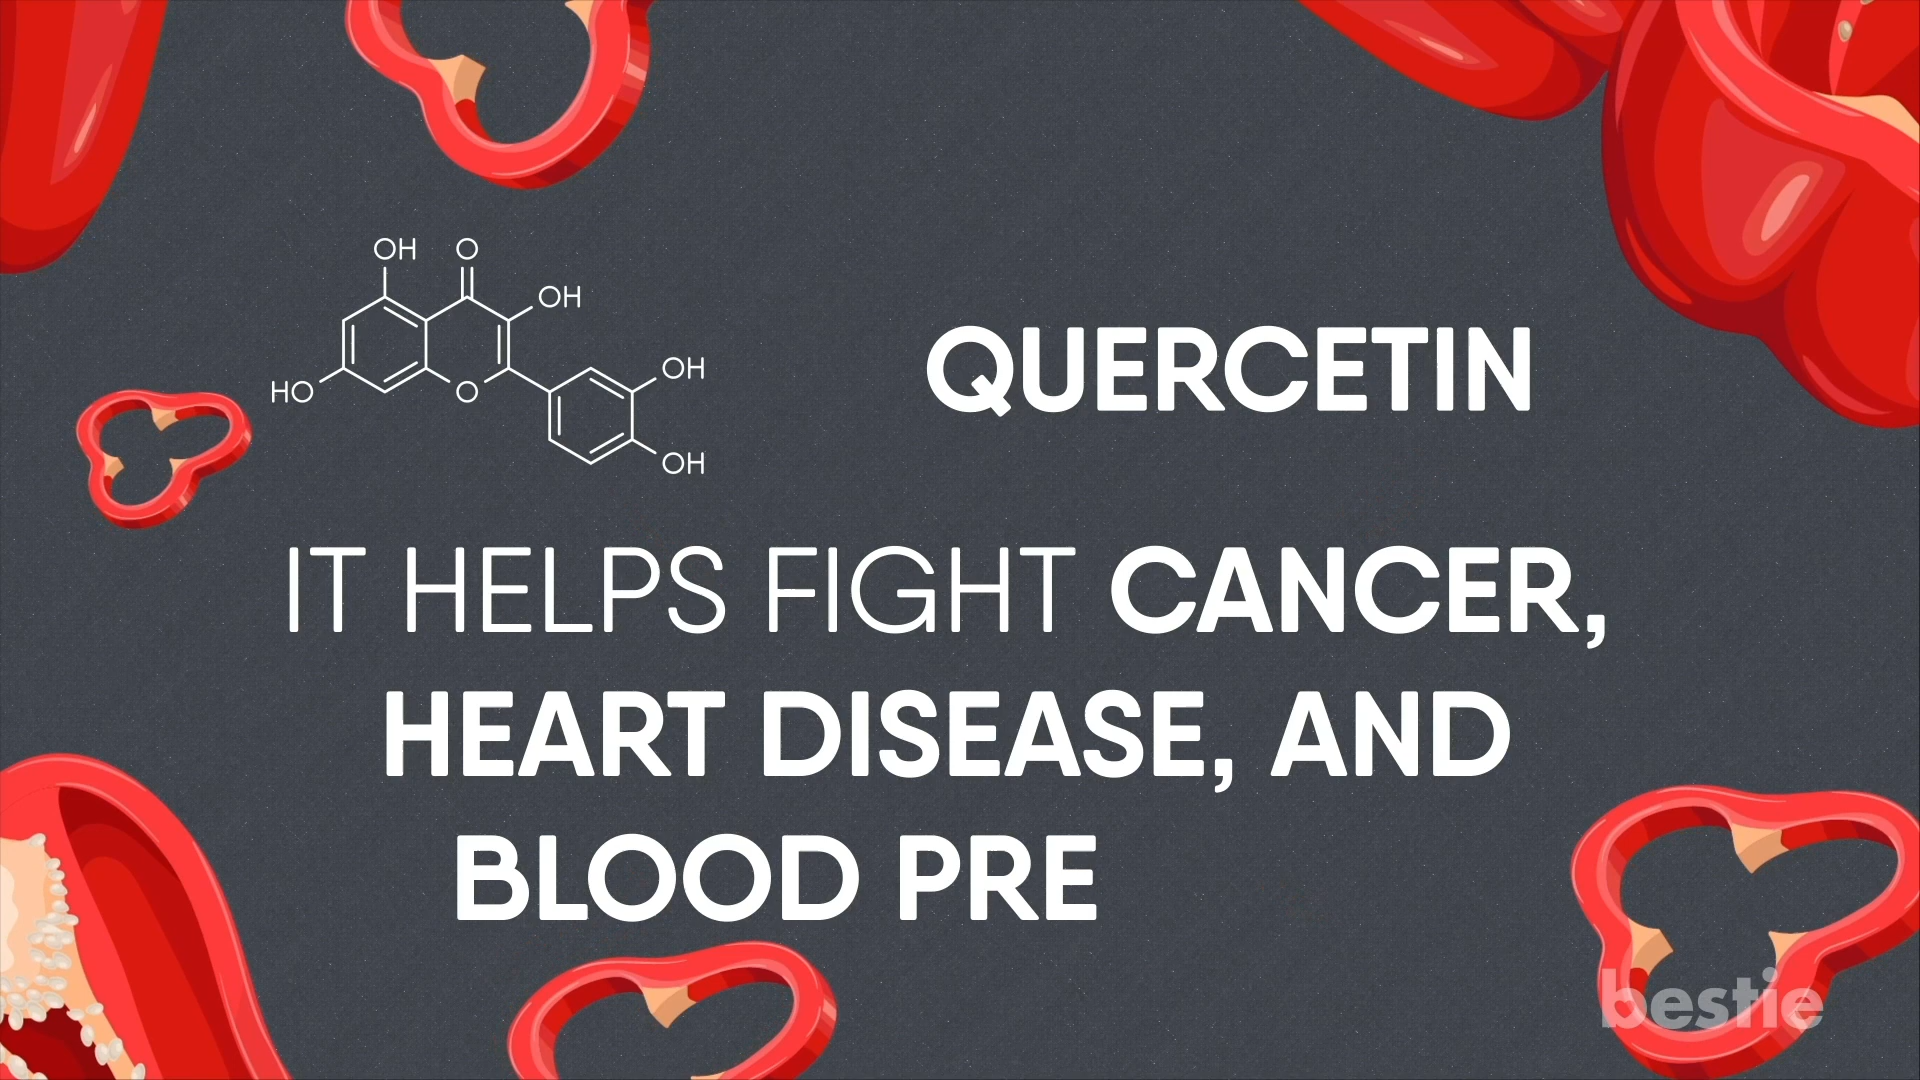 OH
O
OH
OH
HO
O
OH
QUERCETIN
IT HELPS FIGHT CANCER,
HEART DISEASE, AND
BLOOD PRE
bestie